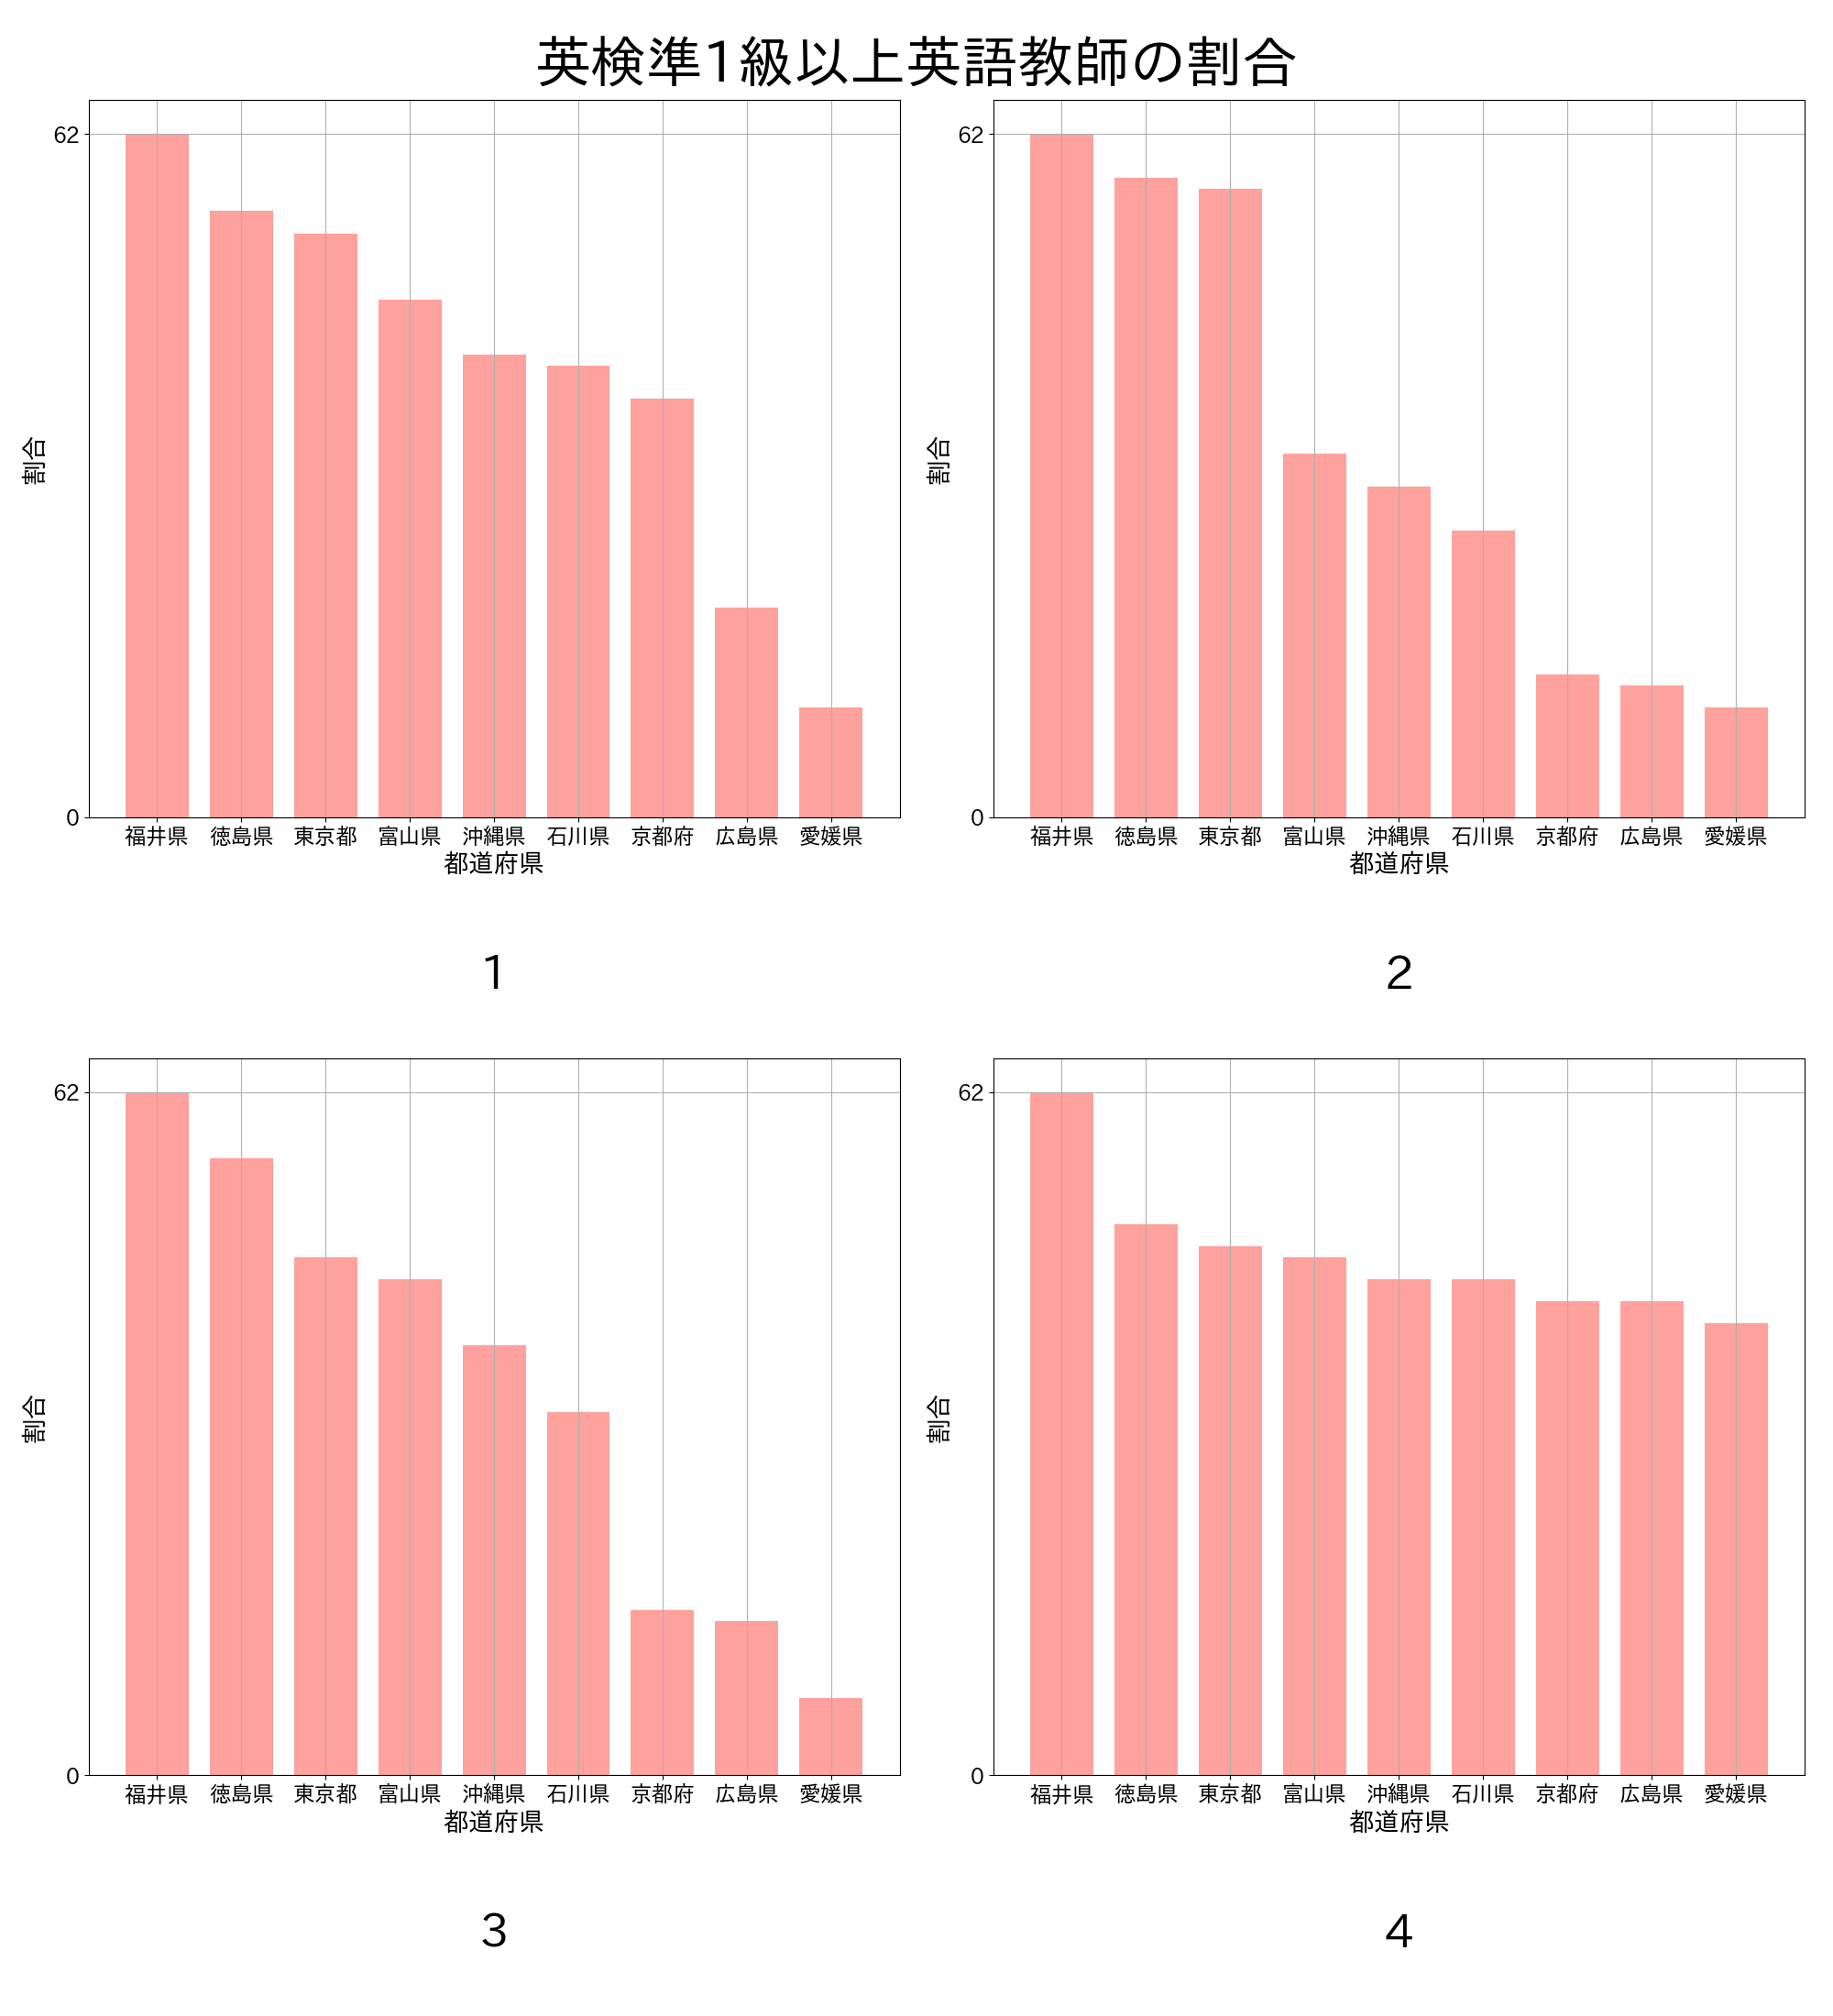 英検準1級以上英語教師の割合
62
0
割合
福井県 徳島県 東京都 富山県 沖縄県 石川県 京都府 広島県 愛媛県
都道府県
1
62
0
割合
福井県 徳島県 東京都 富山県 沖縄県 石川県 京都府 広島県 愛媛県
都道府県
2
62
0
割合
福井県 徳島県 東京都 富山県 沖縄県 石川県 京都府 広島県 愛媛県
都道府県
3
62
0
割合
福井県 徳島県 東京都 富山県 沖縄県 石川県 京都府 広島県 愛媛県
都道府県
4